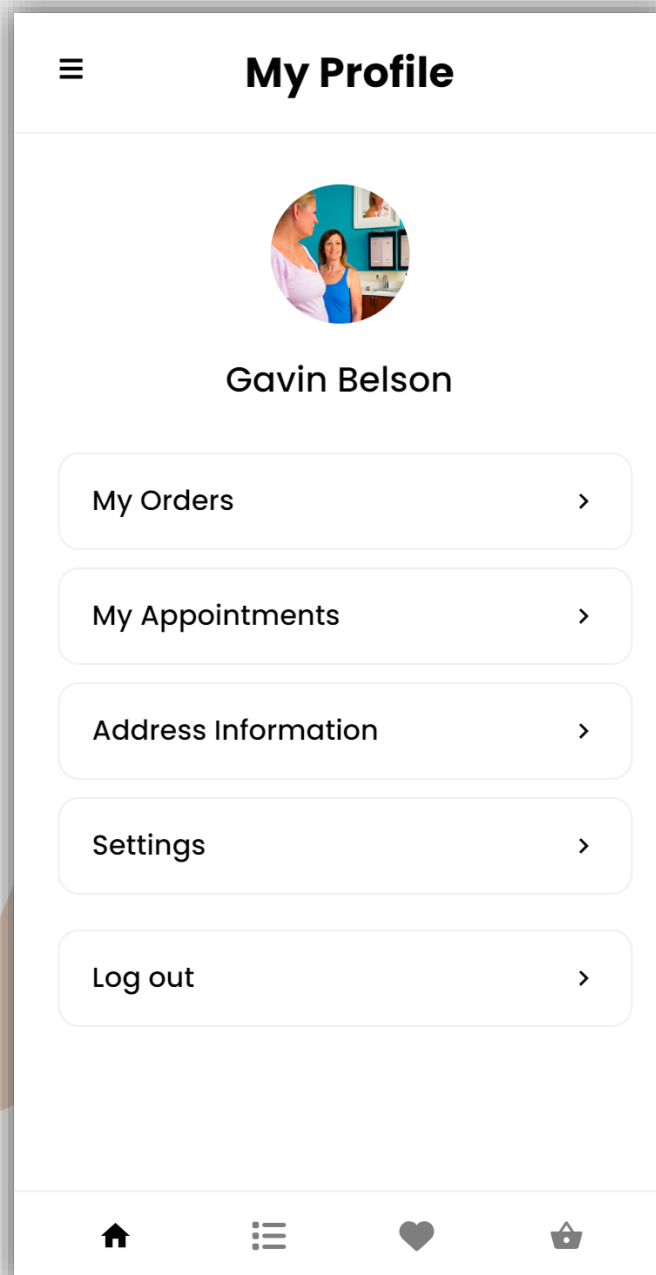 My Profile
Gavin Belson
My Orders
My Appointments
Address Information
Settings
Log out